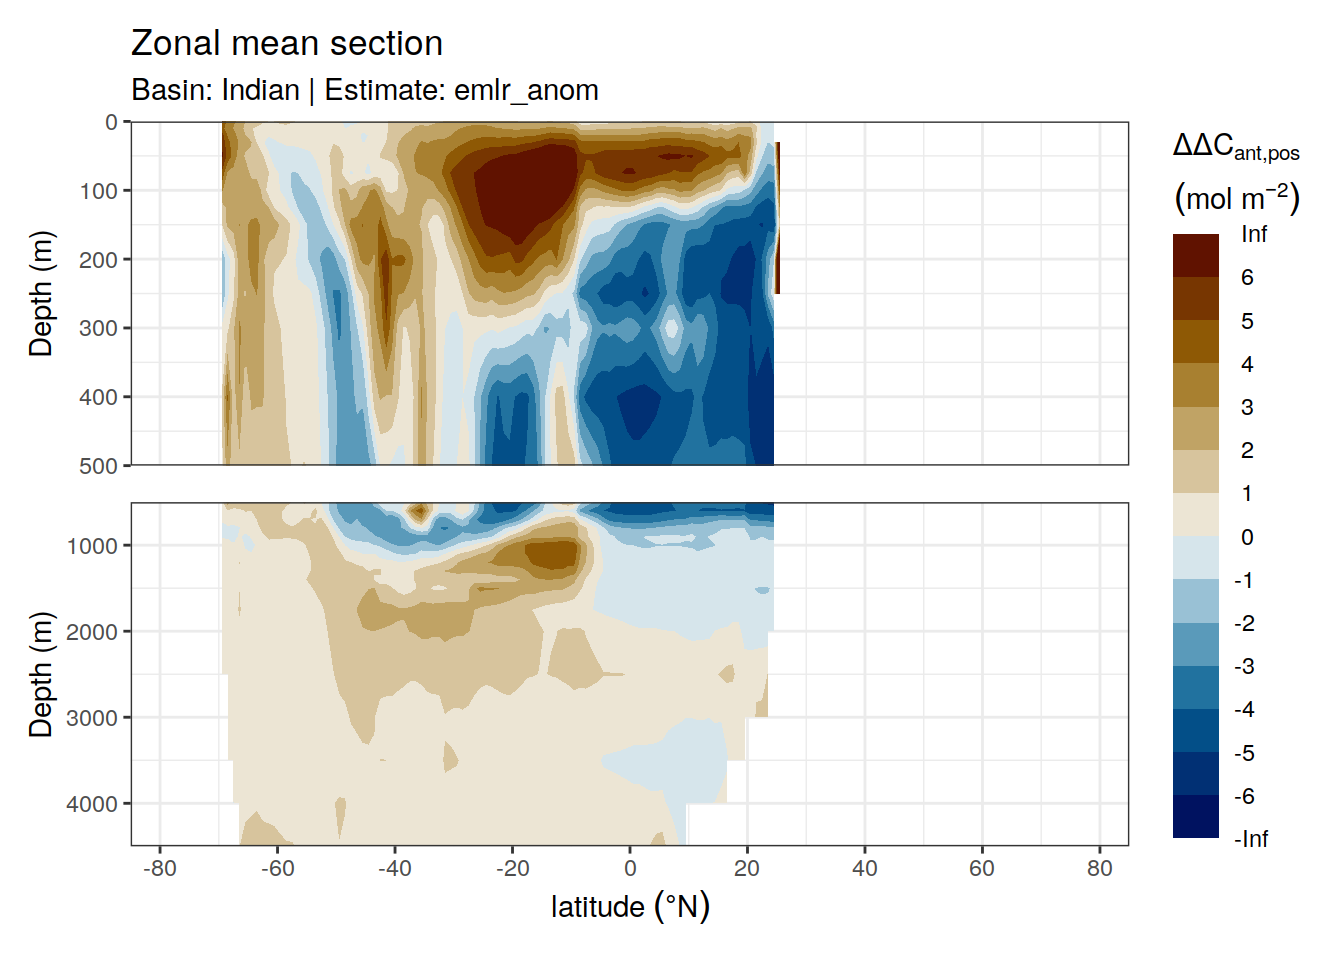 Zonal mean section
Basin: Indian | Estimate: emlr_anom
ΔΔC_ant,pos
(mol m⁻²)
Inf
6
5
4
3
2
1
0
-1
-2
-3
-4
-5
-6
-Inf
Depth (m)
0
100
200
300
400
500
Depth (m)
1000
2000
3000
4000
-80 -60 -40 -20 0 20 40 60 80
latitude (°N)